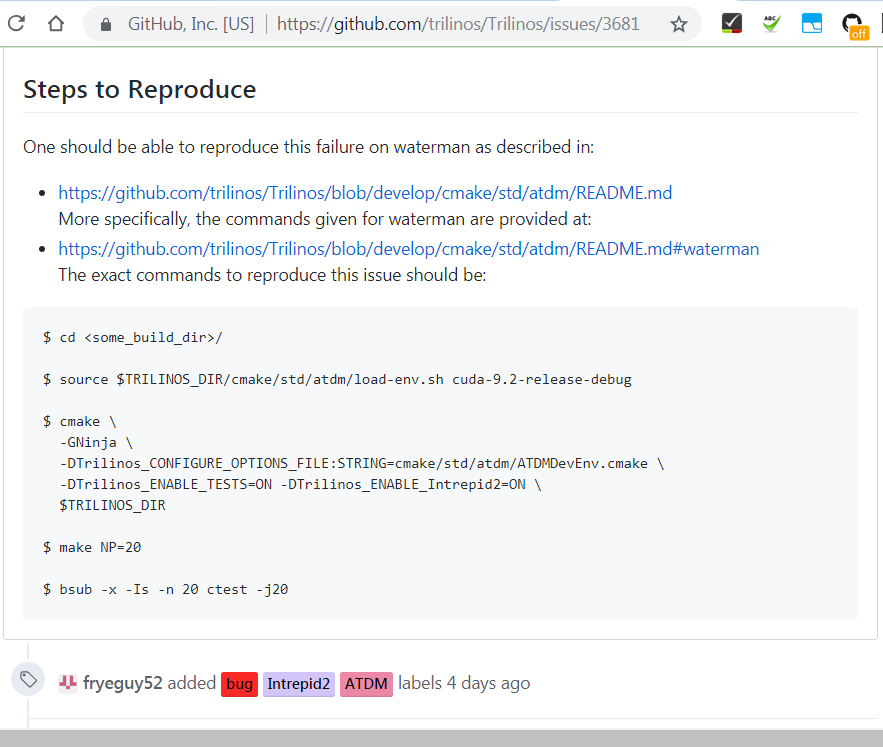 GitHub, Inc. [US] | https://github.com/trilinos/Trilinos/issues/3681
ABC
off
Steps to Reproduce
One should be able to reproduce this failure on waterman as described in:
• https://github.com/trilinos/Trilinos/blob/develop/cmake/std/atdm/README.md
More specifically, the commands given for waterman are provided at:
• https://github.com/trilinos/Trilinos/blob/develop/cmake/std/atdm/README.md#waterman
The exact commands to reproduce this issue should be:
$ cd <some_build_dir>/
$ source $TRILINOS_DIR/cmake/std/atdm/load-env.sh cuda-9.2-release-debug
$ cmake \
-GNinja \
-DTrilinos_CONFIGURE_OPTIONS_FILE:STRING=cmake/std/atdm/ATDMDevEnv.cmake \
-DTrilinos_ENABLE_TESTS=ON -DTrilinos_ENABLE_Intrepid2=ON \
$TRILINOS_DIR
$ make NP=20
$ bsub -x -Is -n 20 ctest -j20
fryeguy52 added bug Intrepid2 ATDM labels 4 days ago